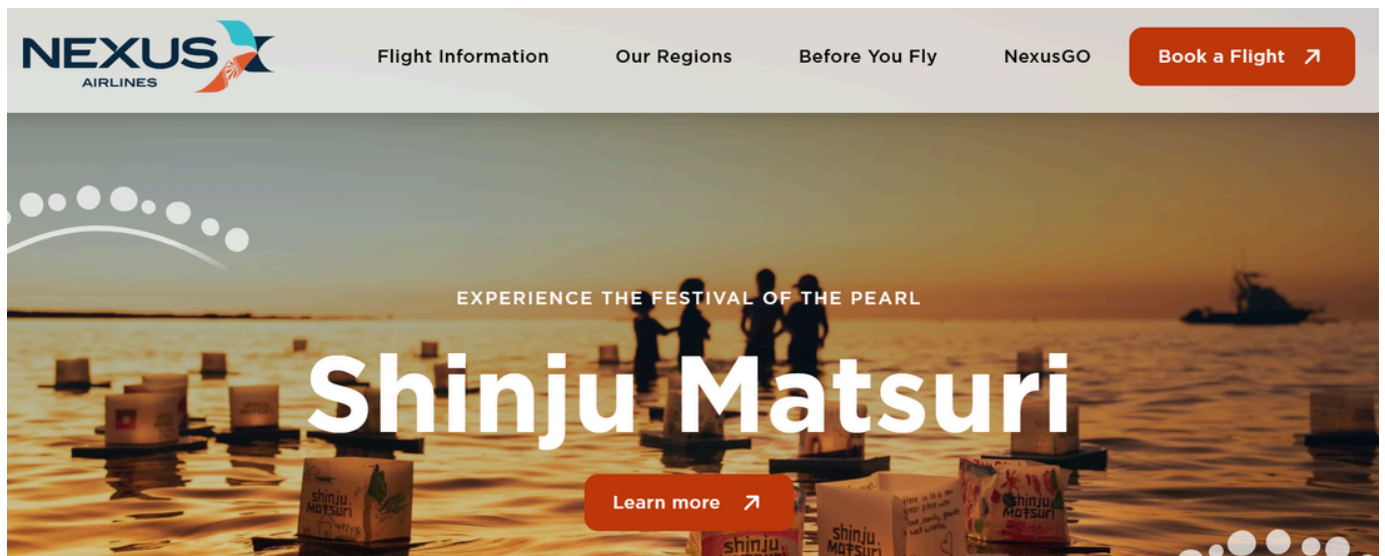 NEXUS
AIRLINES
Flight Information
Our Regions
Before You Fly
NexusGO
Book a Flight
EXPERIENCE THE FESTIVAL OF THE PEARL
Shinju Matsuri
Learn more
shinju
MATSURI
shinju
MATSURI
shinju
shinju
MATSURI